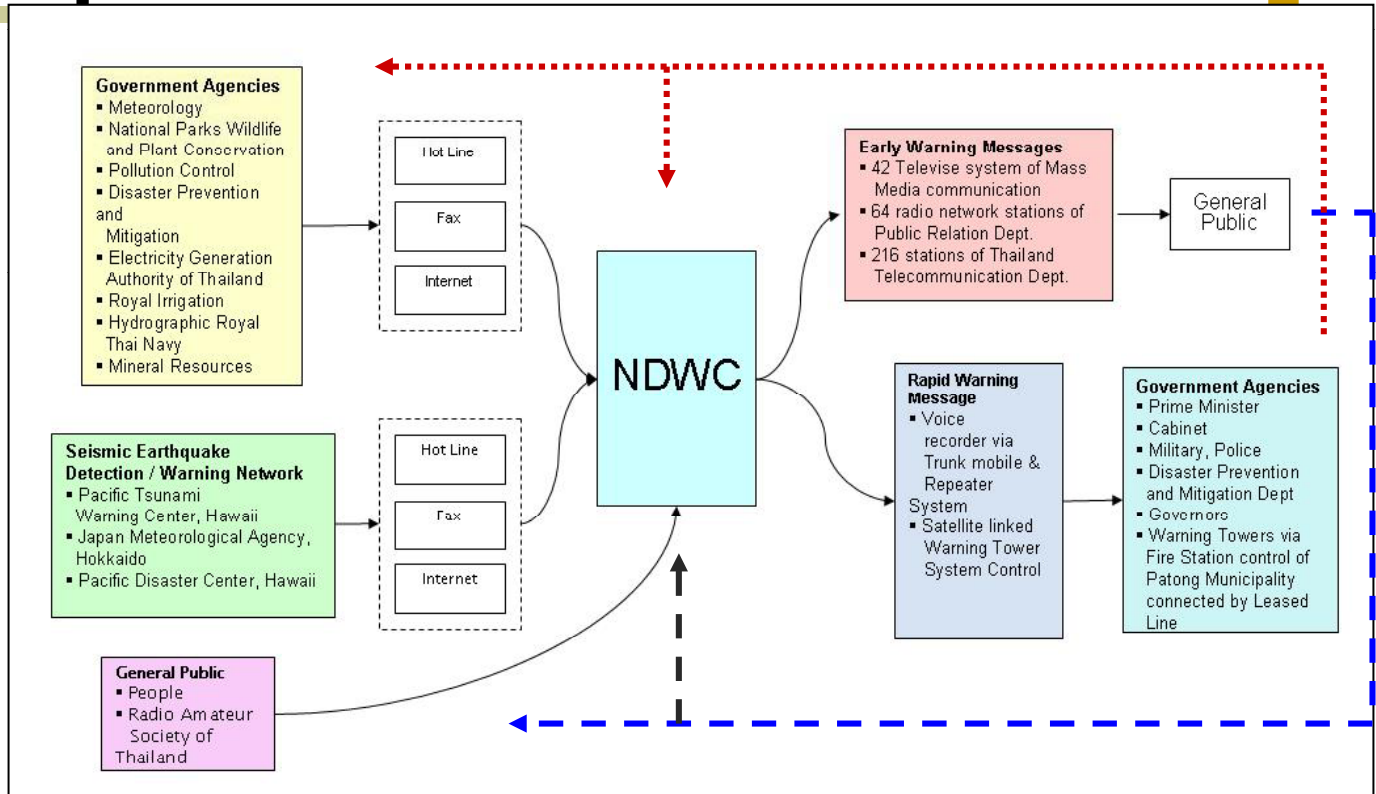 Government Agencies
▪ Meteorology
▪ National Parks Wildlife
and Plant Conservation
▪ Pollution Control
▪ Disaster Prevention
and
Mitigation
▪ Electricity Generation
Authority of Thailand
▪ Royal Irrigation
▪ Hydrographic Royal
Thai Navy
▪ Mineral Resources
Hot Line
Fax
Internet
Seismic Earthquake
Detection / Warning Network
▪ Pacific Tsunami
Warning Center, Hawaii
▪ Japan Meteorological Agency,
Hokkaido
▪ Pacific Disaster Center, Hawaii
Hot Line
Fax
Internet
General Public
▪ People
▪ Radio Amateur
Society of
Thailand
NDWC
Early Warning Messages
▪ 42 Televise system of Mass
Media communication
▪ 64 radio network stations of
Public Relation Dept.
▪ 216 stations of Thailand
Telecommunication Dept.
General
Public
Rapid Warning
Message
▪ Voice
recorder via
Trunk mobile &
Repeater
System
▪ Satellite linked
Warning Tower
System Control
Government Agencies
▪ Prime Minister
▪ Cabinet
▪ Military, Police
▪ Disaster Prevention
and Mitigation Dept
▪ Governors
▪ Warning Towers via
Fire Station control of
Patong Municipality
connected by Leased
Line